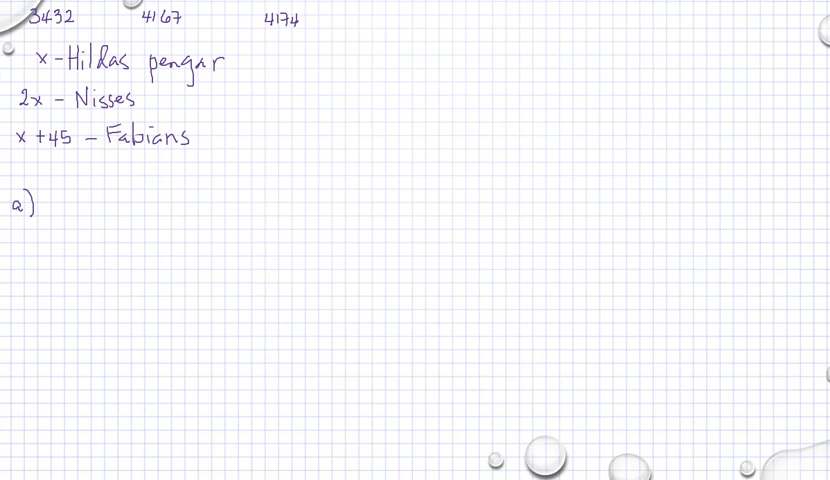 3432 4167 4174
x - Hildas pengar
2x - Nisses
x + 45 - Fabians
a)